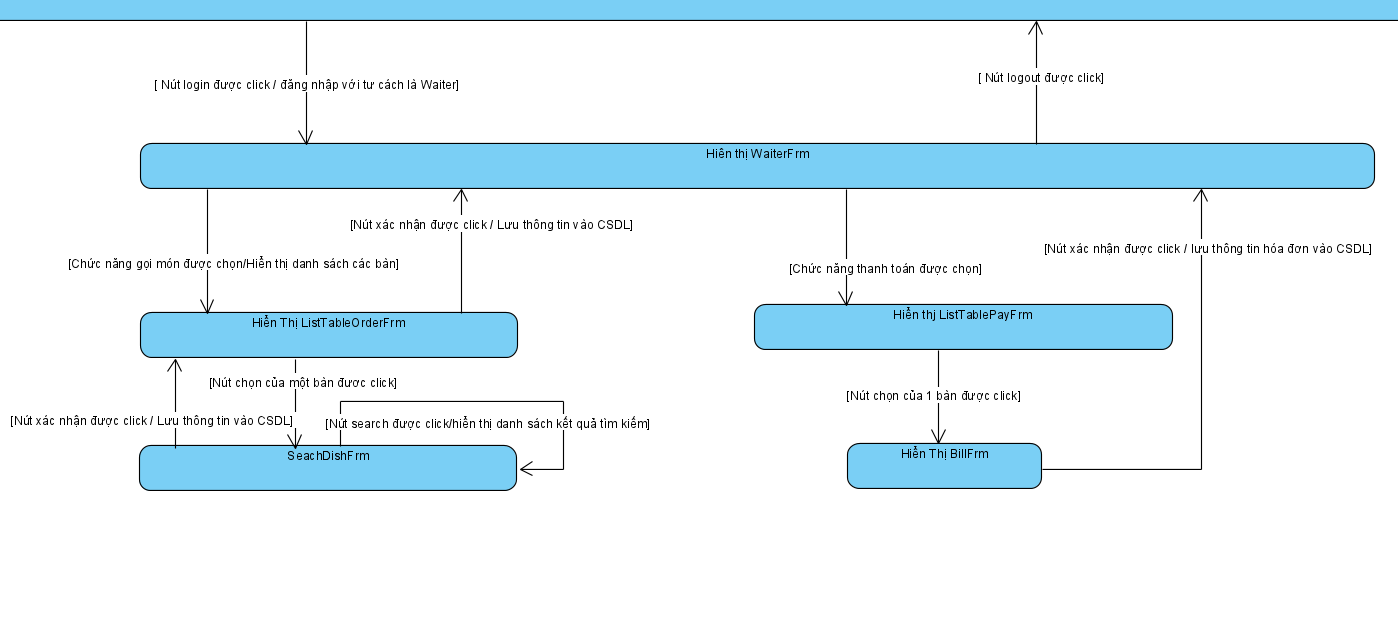 [ Nút logout được click]
[ Nút login được click / đăng nhập với tư cách là Waiter]
Hiên thị WaiterFrm
[Nút xác nhận được click / Lưu thông tin vào CSDL]
[Nút xác nhận được click / lưu thông tin hóa đơn vào CSDL]
[Chức năng gọi món được chọn/Hiển thị danh sách các bàn]
[Chức năng thanh toán được chọn]
Hiển thị ListTablePayFrm
Hiển Thị ListTableOrderFrm
[Nút chọn của một bàn đươc click]
[Nút chọn của 1 bàn được click]
[Nút xác nhận được click / Lưu thông tin vào CSDL]
[Nút search được click/hiển thị danh sách kết quả tìm kiếm]
Hiển Thị BillFrm
SeachDishFrm